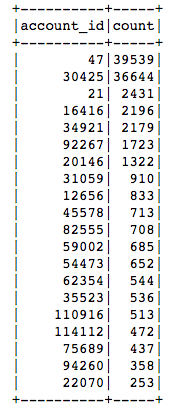 +----------+-----+
|account_id|count|
+----------+-----+
|        47|39539|
|     30425|36644|
|        21| 2431|
|     16416| 2196|
|     34921| 2179|
|     92267| 1723|
|     20146| 1322|
|     31059|  910|
|     12656|  833|
|     45578|  713|
|     82555|  708|
|     59002|  685|
|     54473|  652|
|     62354|  544|
|     35523|  536|
|    110916|  513|
|    114112|  472|
|     75689|  437|
|     94260|  358|
|     22070|  253|
+----------+-----+